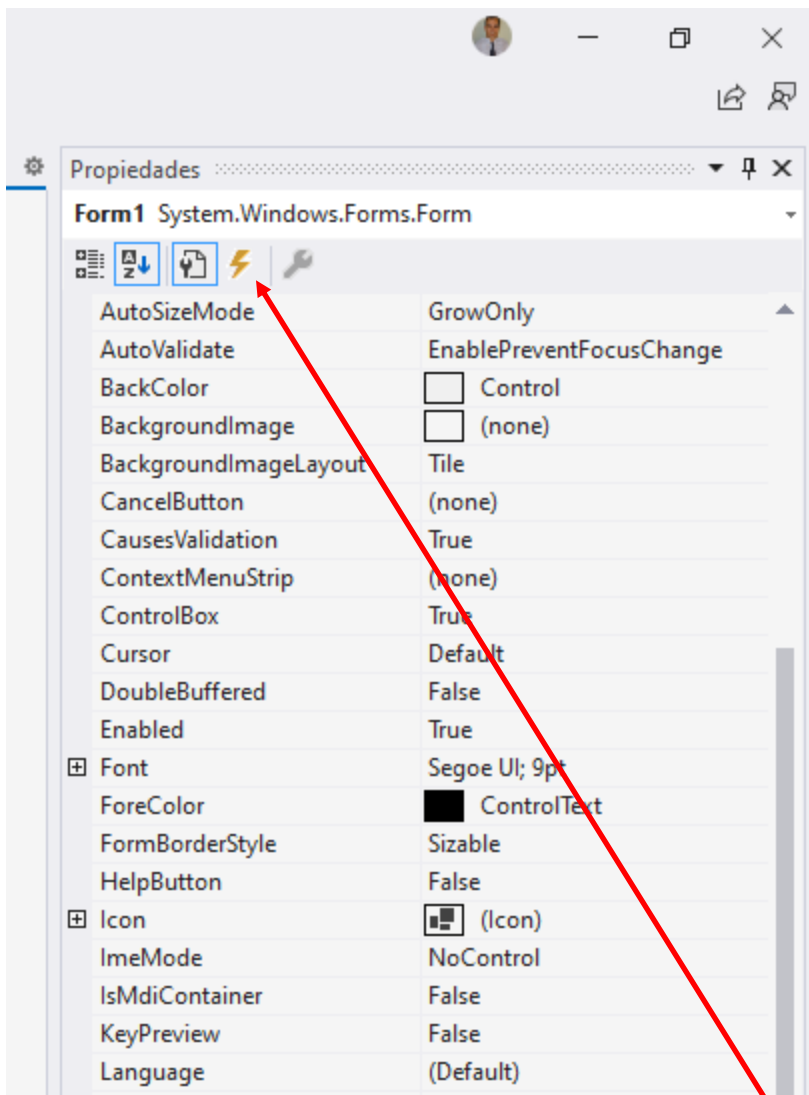 Propiedades
Form1 System.Windows.Forms.Form
AutoSizeMode GrowOnly
AutoValidate EnablePreventFocusChange
BackColor Control
BackgroundImage (none)
BackgroundImageLayout Tile
CancelButton (none)
CausesValidation True
ContextMenuStrip (none)
ControlBox True
Cursor Default
DoubleBuffered False
Enabled True
Font Segoe UI; 9pt
ForeColor ControlText
FormBorderStyle Sizable
HelpButton False
Icon (Icon)
ImeMode NoControl
IsMdiContainer False
KeyPreview False
Language (Default)